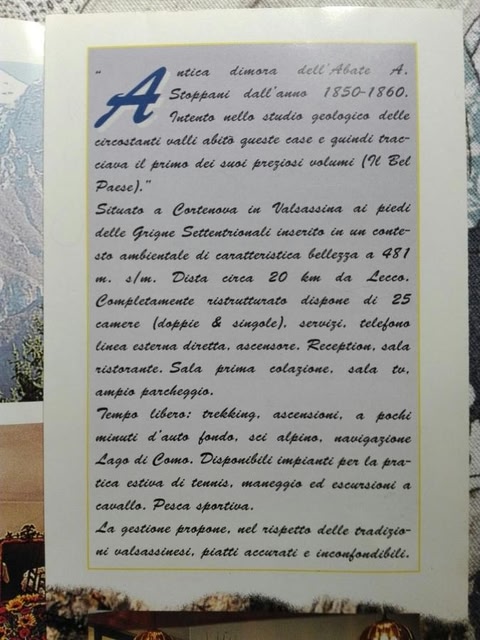 "Antica dimora dell'Abate A.
Stoppani dall'anno 1850-1860.
Intento nello studio geologico delle
circostanti valli abitò queste case e quindi trac-
ciava il primo dei suoi preziosi volumi (Il Bel
Paese)."
Situato a Cortenova in Valsassina ai piedi
delle Grigne Settentrionali inserito in un conte-
sto ambientale di caratteristica bellezza a 481
m. s/m. Dista circa 20 km da Lecco.
Completamente ristrutturato dispone di 25
camere (doppie & singole), servizi, telefono
linea esterna diretta, ascensore. Reception, sala
ristorante. Sala prima colazione, sala tv,
ampio parcheggio.
Tempo libero: trekking, ascensioni, a pochi
minuti d'auto fondo, sci alpino, navigazione
Lago di Como. Disponibili impianti per la pra-
tica estiva di tennis, maneggio ed escursioni a
cavallo. Pesca sportiva.
La gestione propone, nel rispetto delle tradizio-
ni valsassinesi, piatti accurati e inconfondibili.